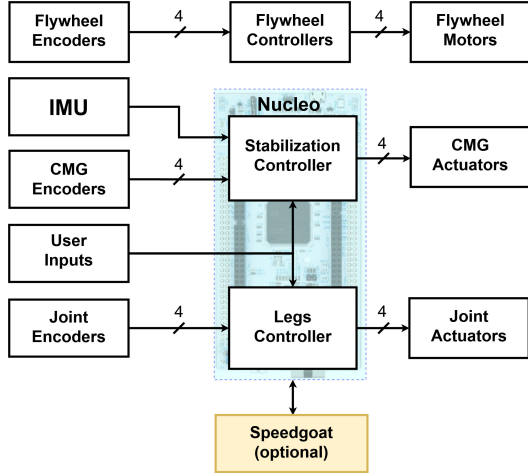 Flywheel
Encoders
4
Flywheel
Controllers
4
Flywheel
Motors
IMU
Nucleo
Stabilization
Controller
4
CMG
Actuators
CMG
Encoders
4
User
Inputs
Joint
Encoders
4
Legs
Controller
4
Joint
Actuators
Speedgoat
(optional)